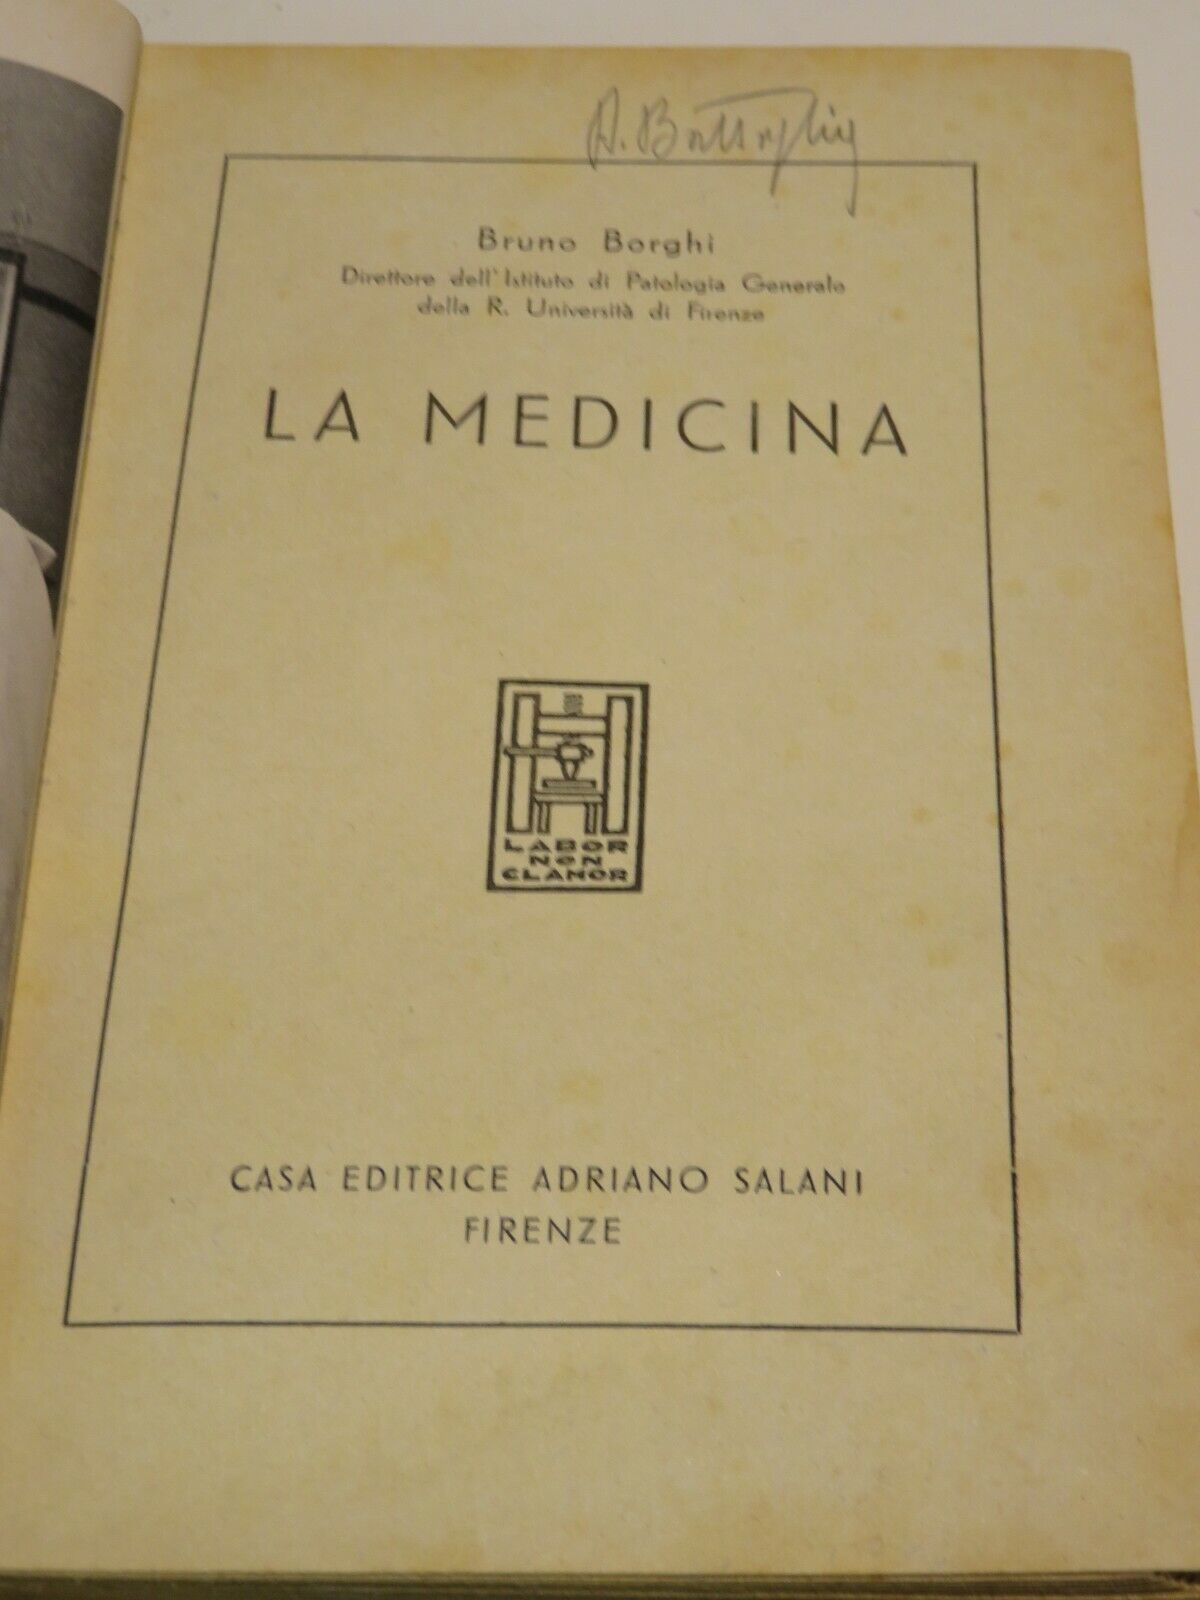 Bruno Borghi
Direttore dell'Istituto di Patologia Generale
della R. Università di Firenze
LA MEDICINA
LABOR
NON
CLAMOR
CASA EDITRICE ADRIANO SALANI
FIRENZE